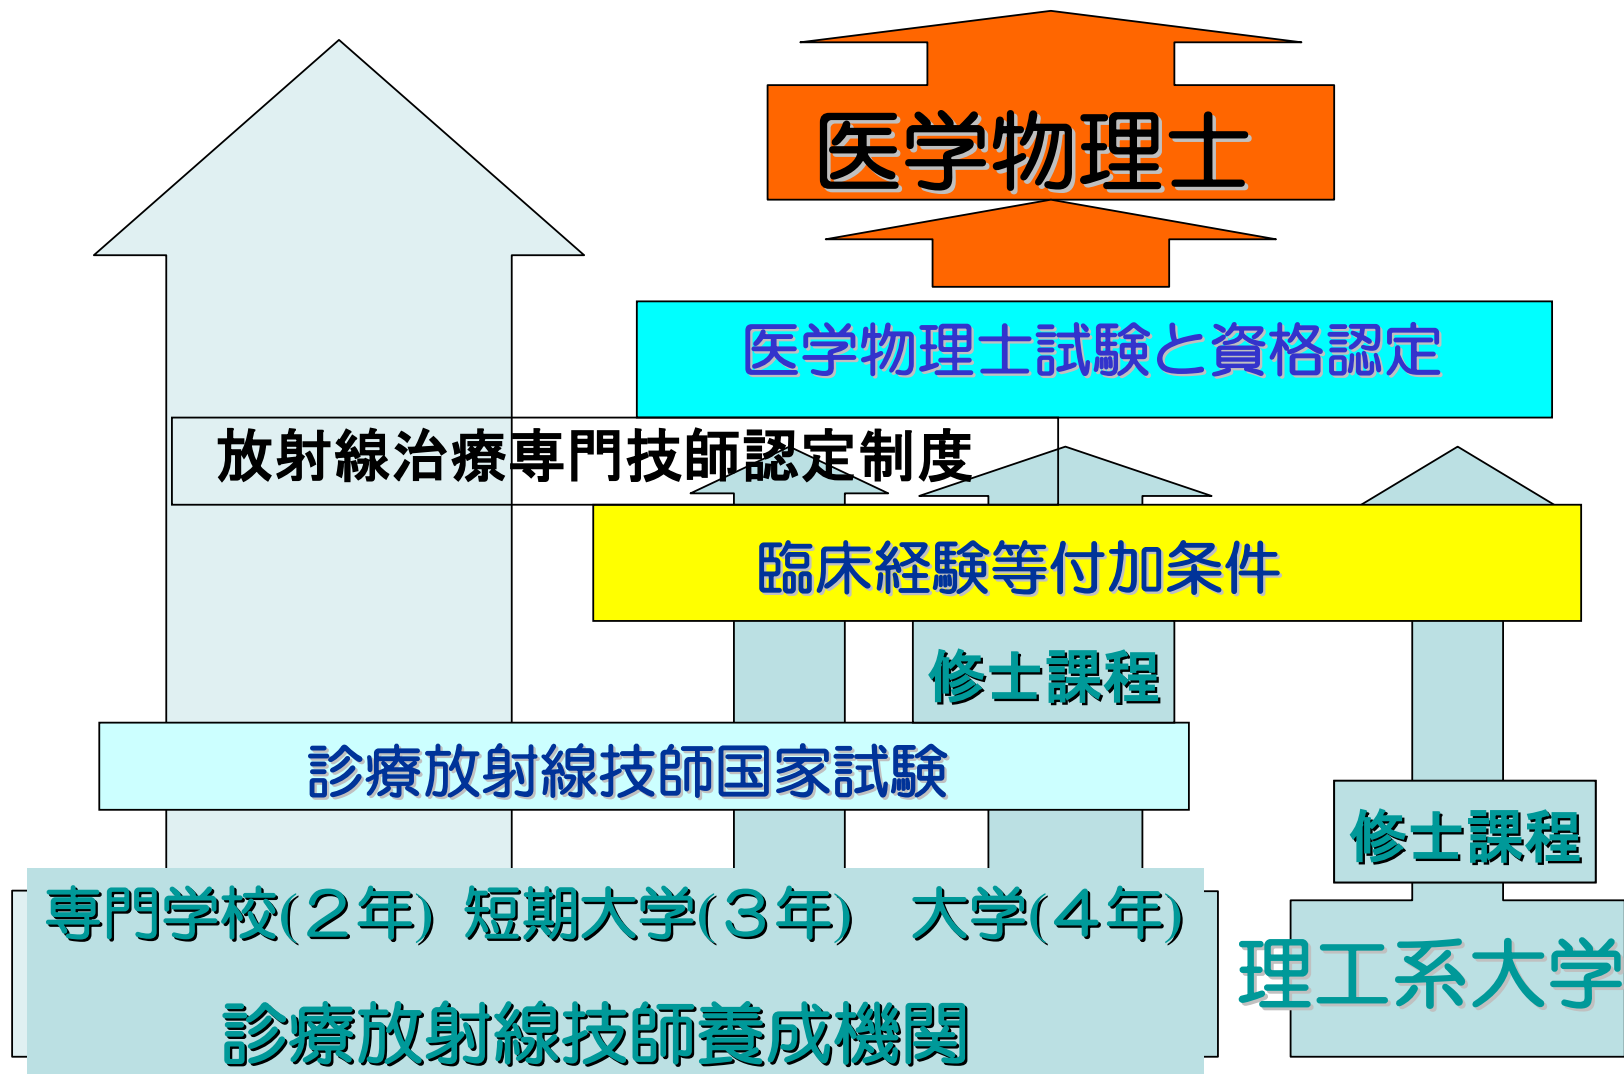 医学物理士
医学物理士試験と資格認定
放射線治療専門技師認定制度
臨床経験等付加条件
修士課程
診療放射線技師国家試験
修士課程
専門学校(２年) 短期大学(３年) 大学(４年)
理工系大学
診療放射線技師養成機関